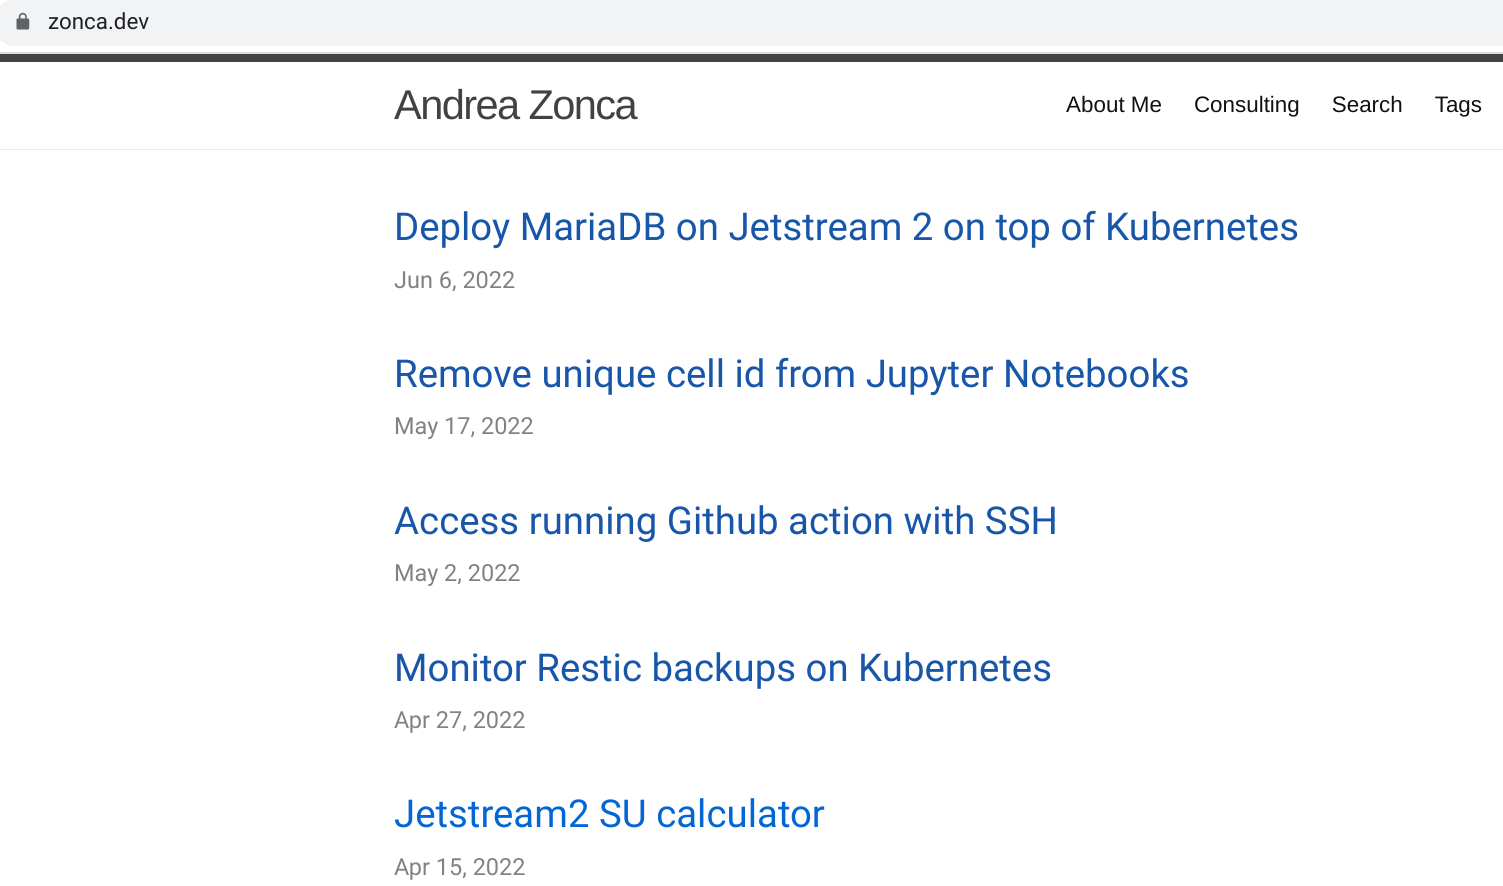 zonca.dev
Andrea Zonca
About Me Consulting Search Tags
Deploy MariaDB on Jetstream 2 on top of Kubernetes
Jun 6, 2022
Remove unique cell id from Jupyter Notebooks
May 17, 2022
Access running Github action with SSH
May 2, 2022
Monitor Restic backups on Kubernetes
Apr 27, 2022
Jetstream2 SU calculator
Apr 15, 2022